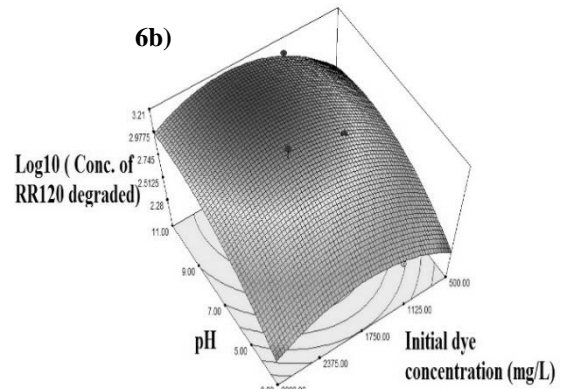 6b)
3.21
2.9775
2.745
2.5125
2.28
Log10 ( Conc. of
RR120 degraded)
11.00
9.00
7.00
5.00
pH
500.00
1125.00
1750.00
2375.00
Initial dye
concentration (mg/L)